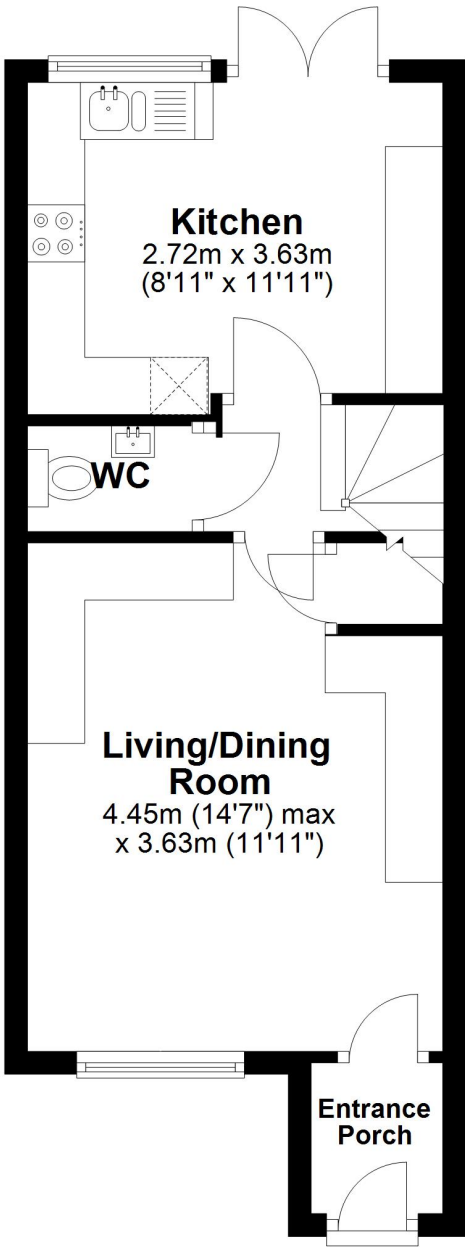 Kitchen
2.72m x 3.63m
(8'11" x 11'11")
WC
Living/Dining
Room
4.45m (14'7") max
x 3.63m (11'11")
Entrance
Porch